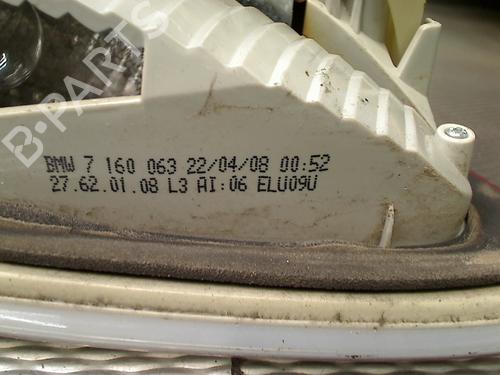 B-PARTS
BMW 7 160 063 22/04/08 00:52
27.62.01.08 L3 AI:06 ELU09U